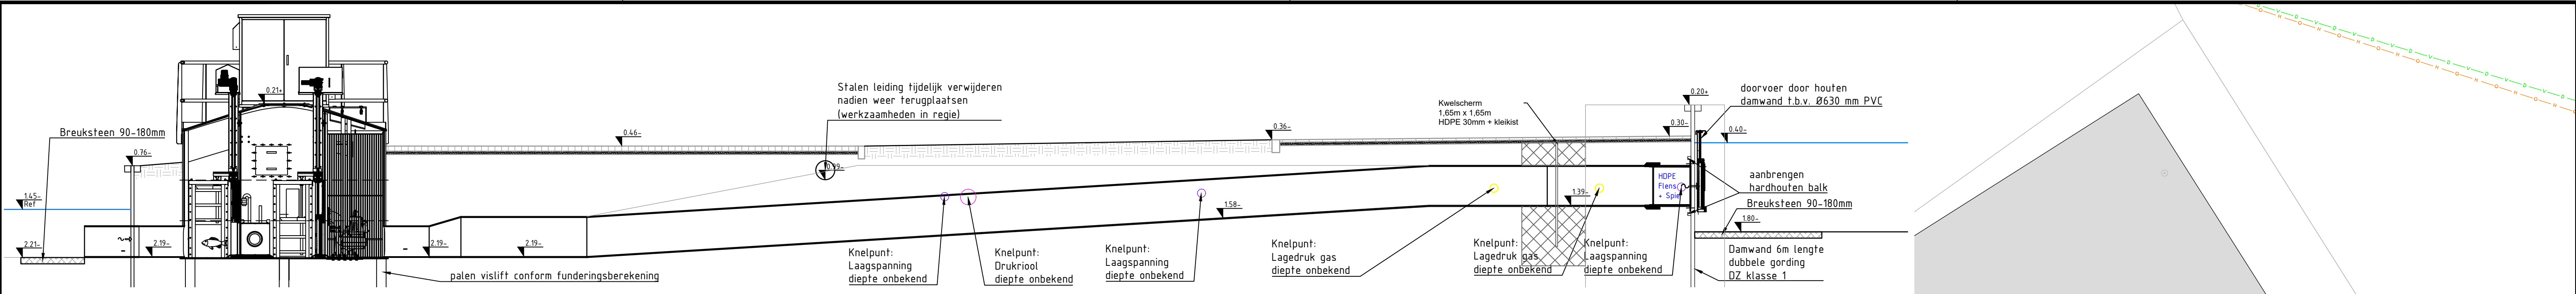 Breuksteen 90-180mm
0.76-
1.45-
Ref
2.21-
2.19-
0.21+
2.19-
2.19-
palen vislift conform funderingsberekening
0.46-
Stalen leiding tijdelijk verwijderen
nadien weer terugplaatsen
(werkzaamheden in regie)
Knelpunt:
Laagspanning
diepte onbekend
Knelpunt:
Drukriool
diepte onbekend
Knelpunt:
Laagspanning
diepte onbekend
1.58-
0.36-
Knelpunt:
Lagedruk gas
diepte onbekend
Kwelscherm
1,65m x 1,65m
HDPE 30mm + kleikist
Knelpunt:
Lagedruk gas
diepte onbekend
1.39-
Knelpunt:
Laagspanning
diepte onbekend
HDPE
Flens
+ Spie
0.30-
0.20+
0.40-
doorvoer door houten
damwand t.b.v. Ø630 mm PVC
aanbrengen
hardhouten balk
Breuksteen 90-180mm
1.80-
Damwand 6m lengte
dubbele gording
DZ klasse 1